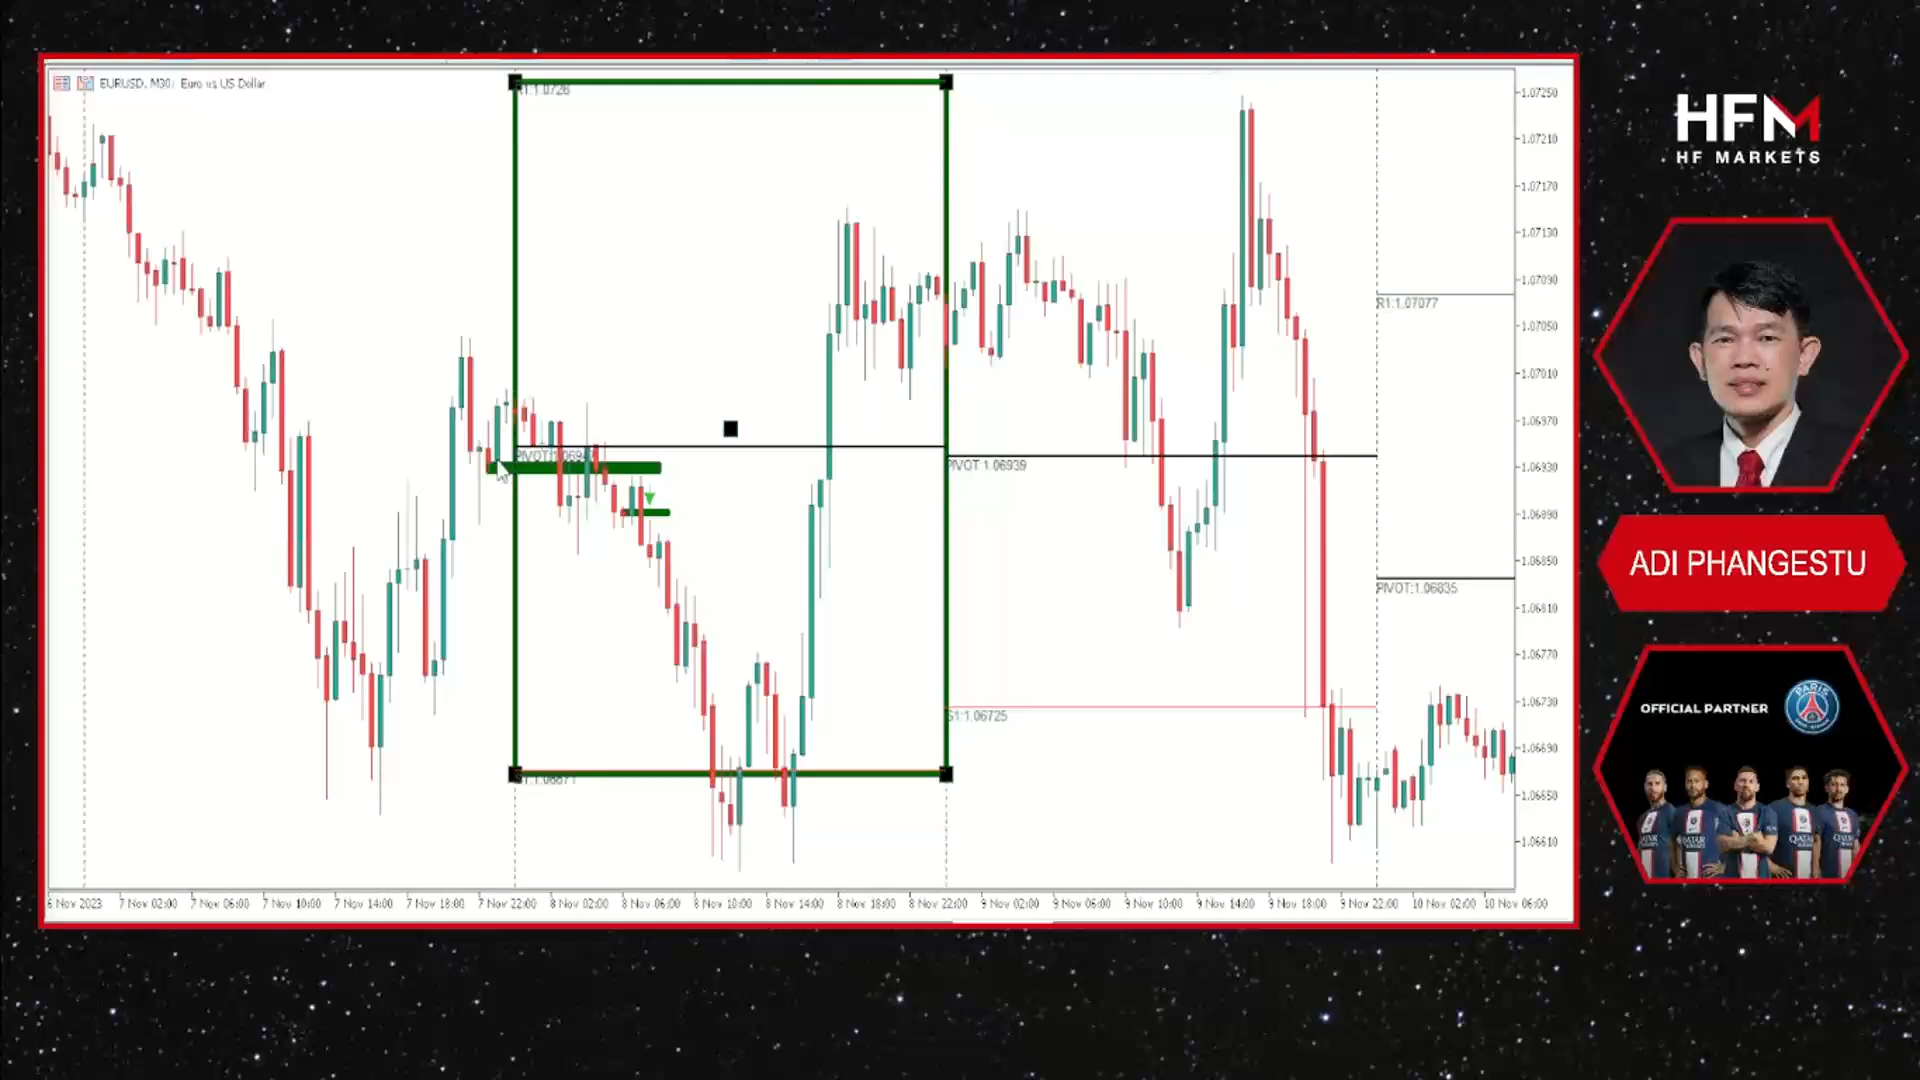 EURUSD, M30: Euro vs US Dollar
R1:1.0726
1.07250
1.07210
1.07170
1.07130
1.07090
R1:1.07077
1.07050
1.07010
1.06970
PIVOT:1.0694
PIVOT:1.06939
1.06930
1.06890
1.06850
PIVOT:1.06835
1.06810
1.06770
1.06730
S1:1.06725
1.06690
1.06650
1.06610
6 Nov 2023
7 Nov 02:00
7 Nov 06:00
7 Nov 10:00
7 Nov 14:00
7 Nov 18:00
7 Nov 22:00
8 Nov 02:00
8 Nov 06:00
8 Nov 10:00
8 Nov 14:00
8 Nov 18:00
8 Nov 22:00
9 Nov 02:00
9 Nov 06:00
9 Nov 10:00
9 Nov 14:00
9 Nov 18:00
9 Nov 22:00
10 Nov 02:00
10 Nov 06:00
HFM
HF MARKETS
ADI PHANGESTU
OFFICIAL PARTNER
PARIS